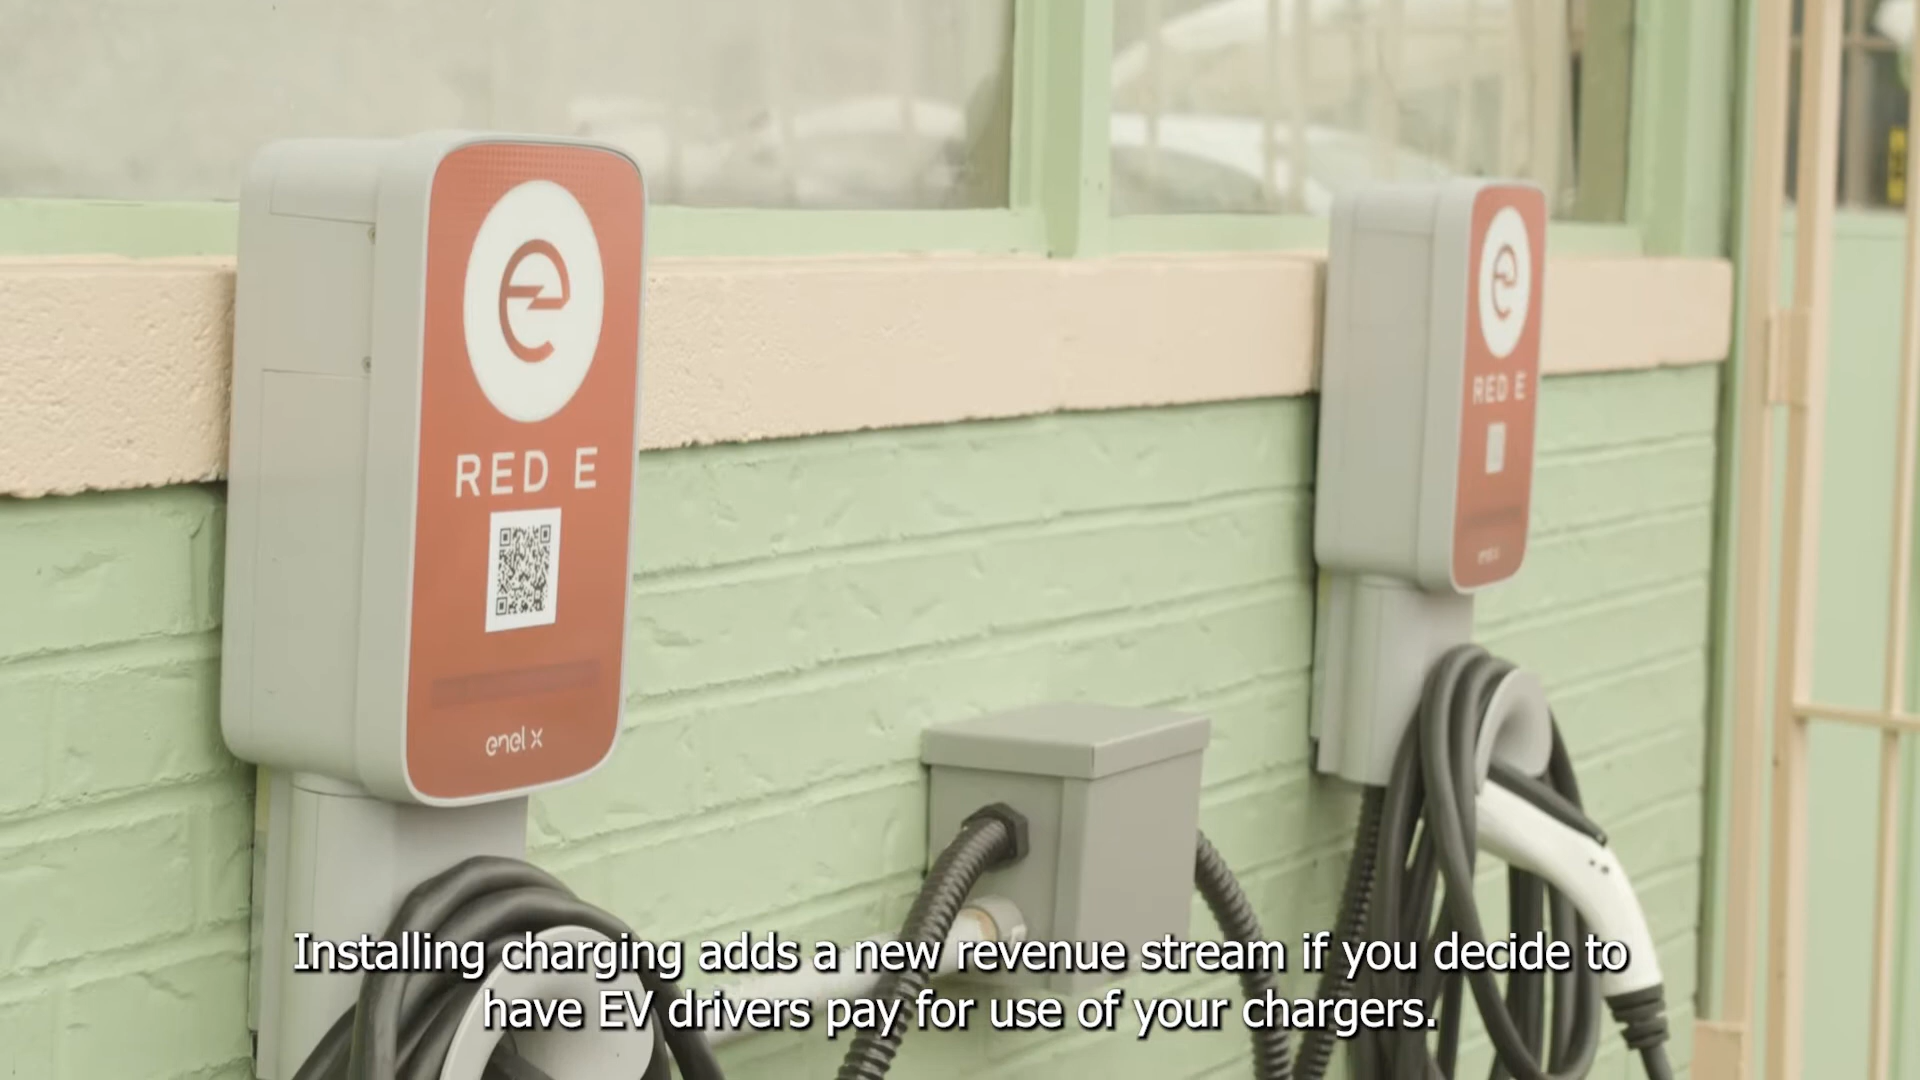 e
RED E
enel x
e
RED E
enel x
Installing charging adds a new revenue stream if you decide to
have EV drivers pay for use of your chargers.